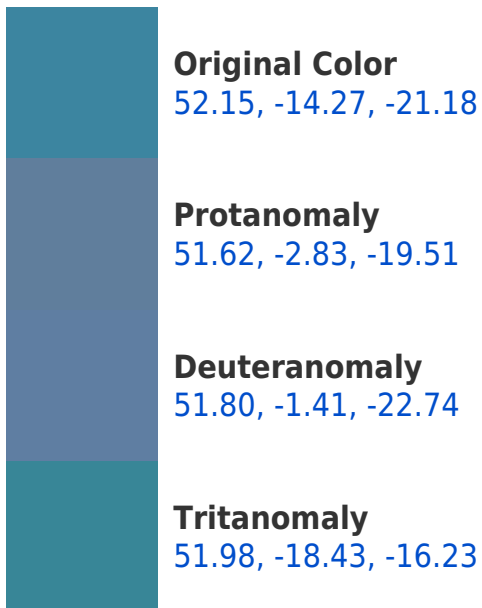 Original Color
52.15, -14.27, -21.18
Protanomaly
51.62, -2.83, -19.51
Deuteranomaly
51.80, -1.41, -22.74
Tritanomaly
51.98, -18.43, -16.23